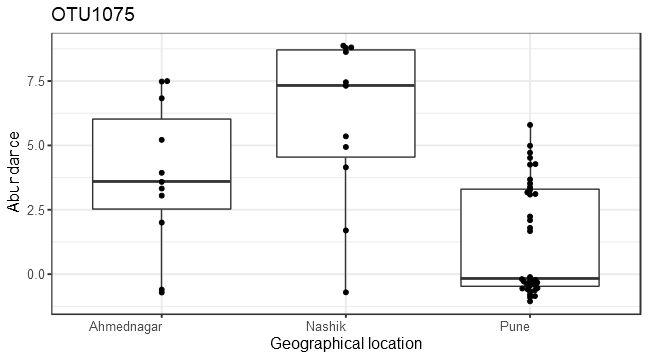 OTU1075
Abundance
7.5
5.0
2.5
0.0
Ahmednagar Nashik Pune
Geographical location